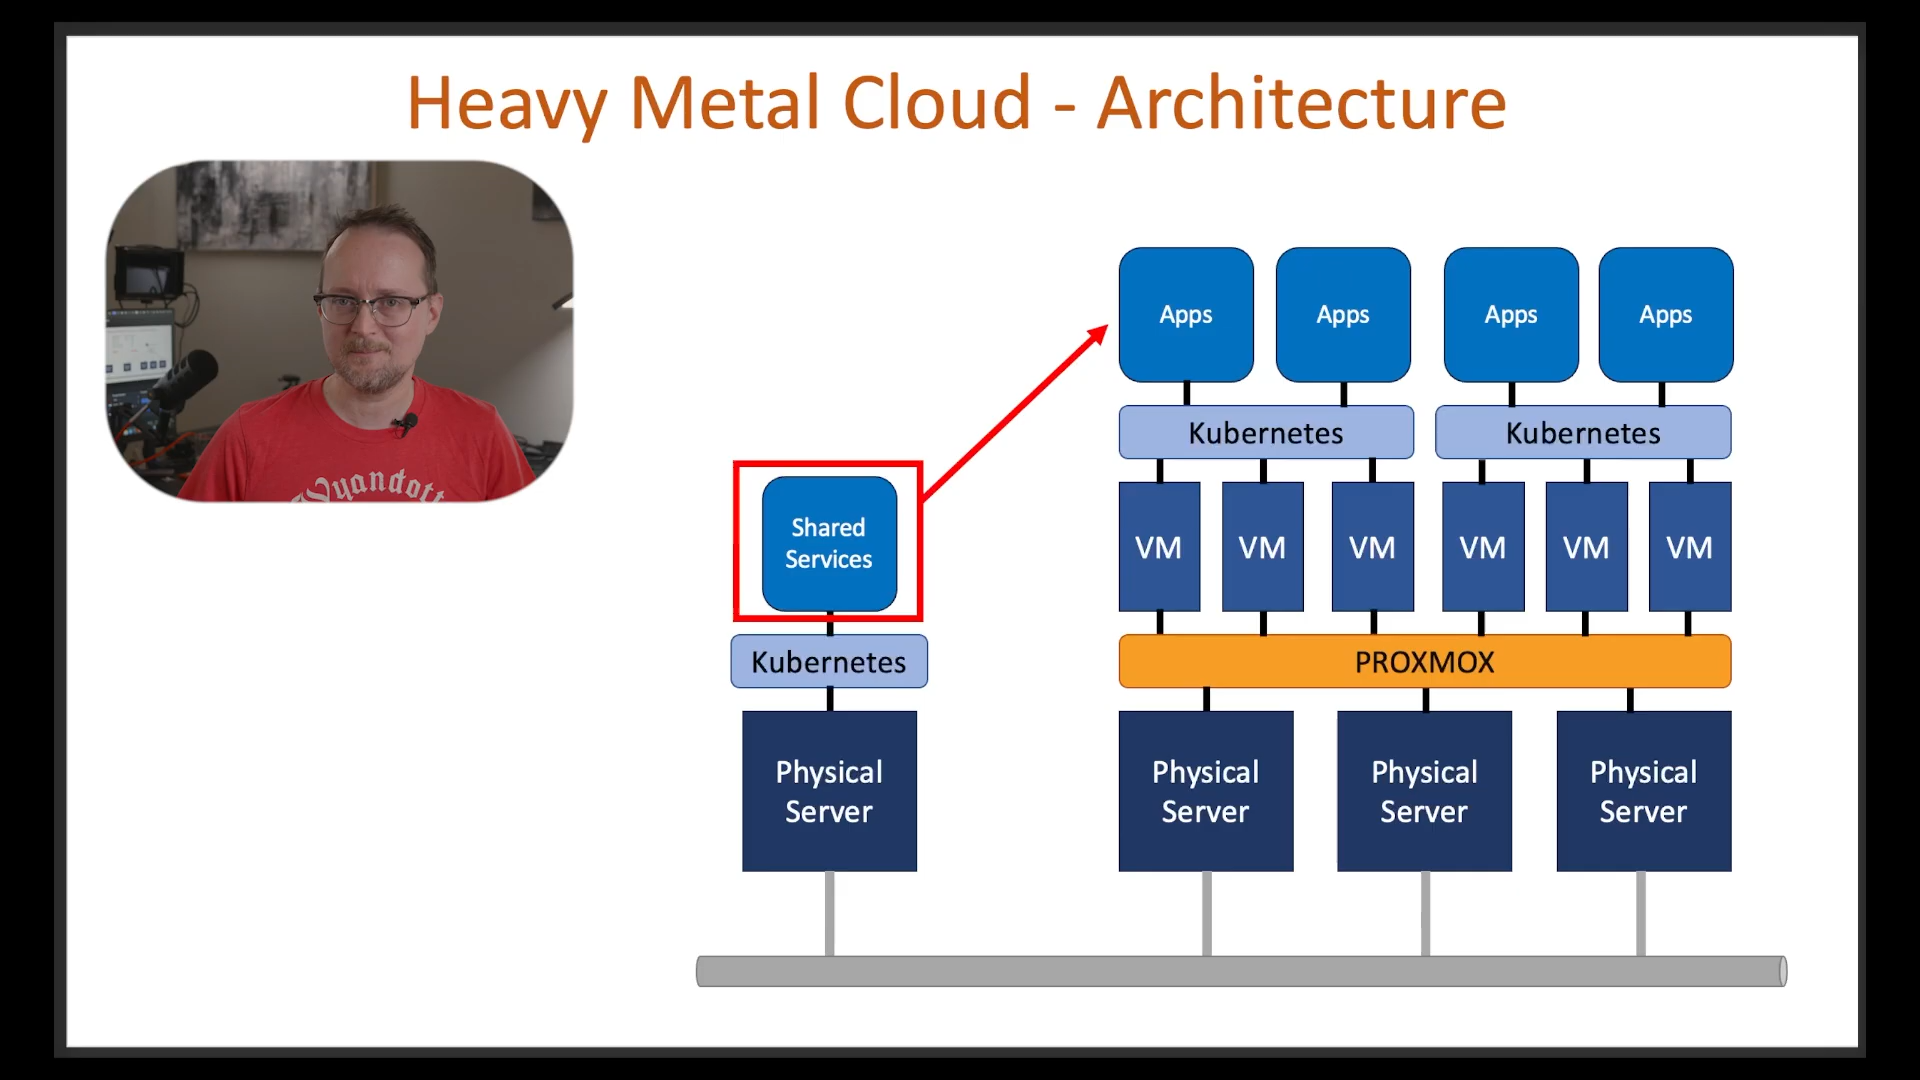 Heavy Metal Cloud - Architecture
Apps
Apps
Apps
Apps
Kubernetes
Kubernetes
Shared
Services
VM
VM
VM
VM
VM
VM
Kubernetes
PROXMOX
Physical
Server
Physical
Server
Physical
Server
Physical
Server